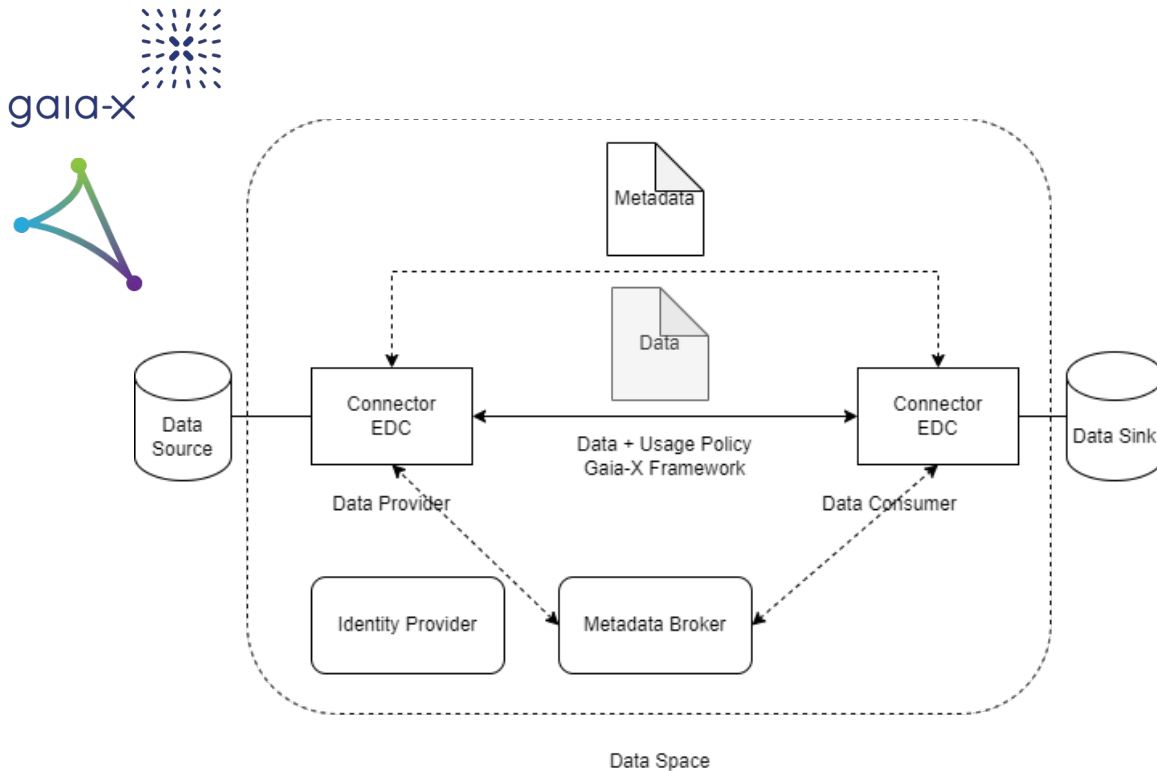 gaia-x
Metadata
Data
Connector
EDC
Connector
EDC
Data
Source
Data Sink
Data + Usage Policy
Gaia-X Framework
Data Provider
Data Consumer
Identity Provider
Metadata Broker
Data Space